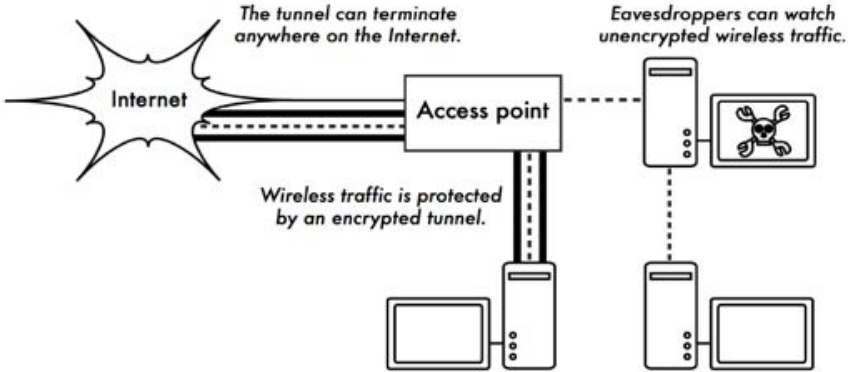 The tunnel can terminate
anywhere on the Internet.
Eavesdroppers can watch
unencrypted wireless traffic.
Internet
Access point
Wireless traffic is protected
by an encrypted tunnel.